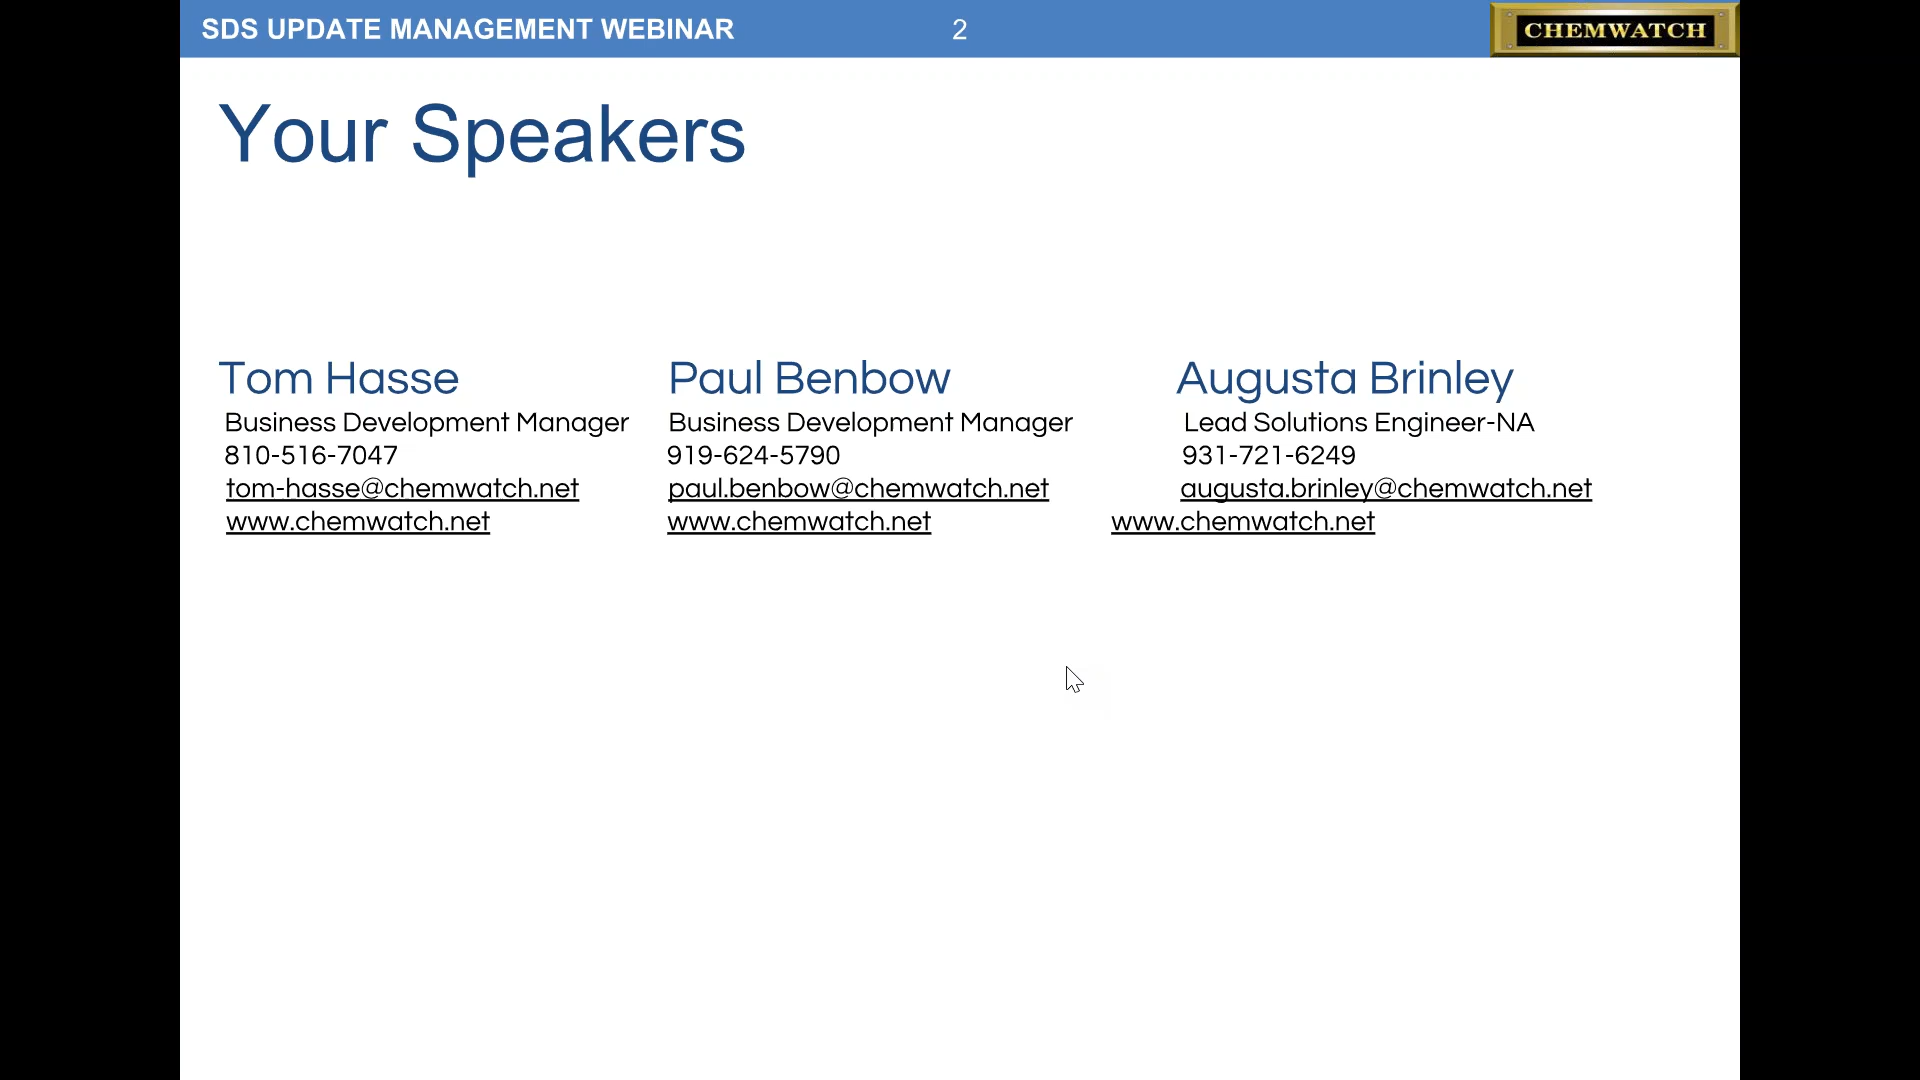 SDS UPDATE MANAGEMENT WEBINAR 2 CHEMWATCH
Your Speakers
Tom Hasse Paul Benbow Augusta Brinley
Business Development Manager Business Development Manager Lead Solutions Engineer-NA
810-516-7047 919-624-5790 931-721-6249
tom-hasse@chemwatch.net paul.benbow@chemwatch.net augusta.brinley@chemwatch.net
www.chemwatch.net www.chemwatch.net www.chemwatch.net